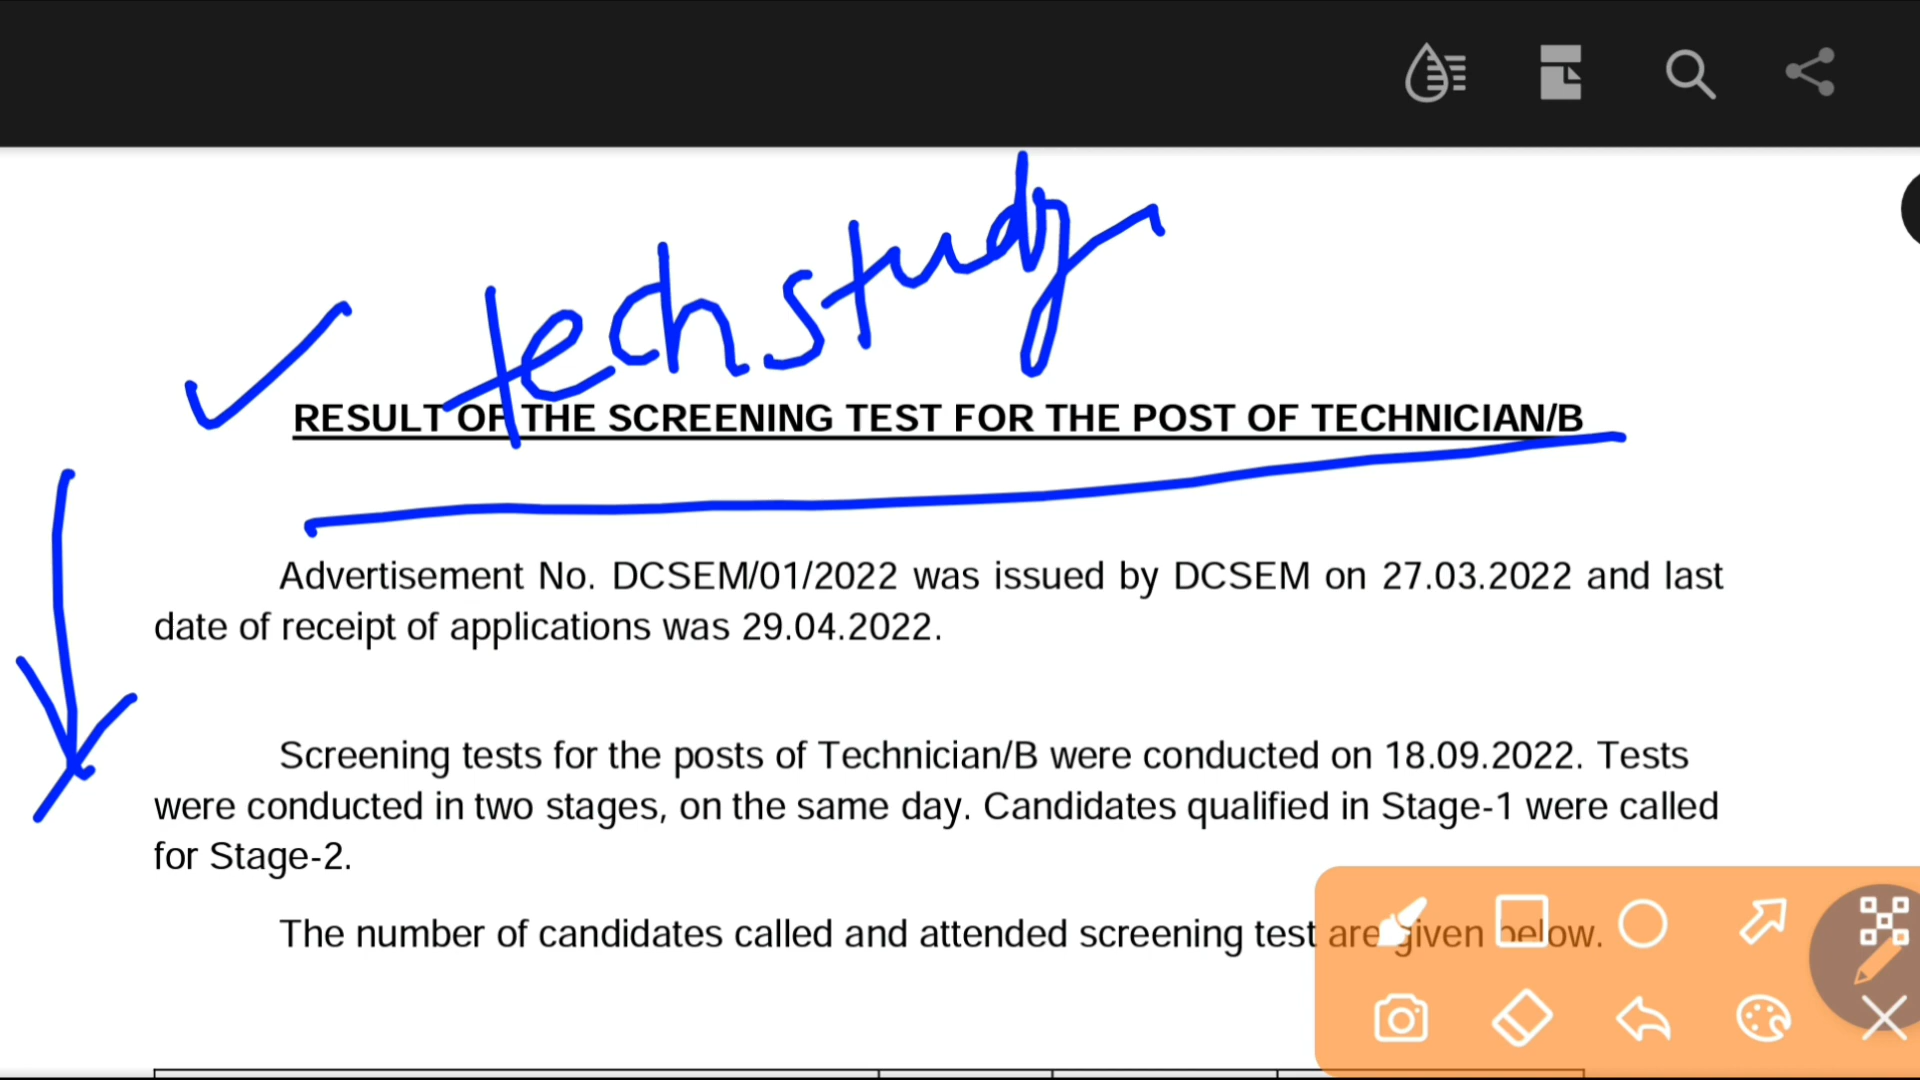 tech study
RESULT OF THE SCREENING TEST FOR THE POST OF TECHNICIAN/B
Advertisement No. DCSEM/01/2022 was issued by DCSEM on 27.03.2022 and last
date of receipt of applications was 29.04.2022.
Screening tests for the posts of Technician/B were conducted on 18.09.2022. Tests
were conducted in two stages, on the same day. Candidates qualified in Stage-1 were called
for Stage-2.
The number of candidates called and attended screening test are given below.